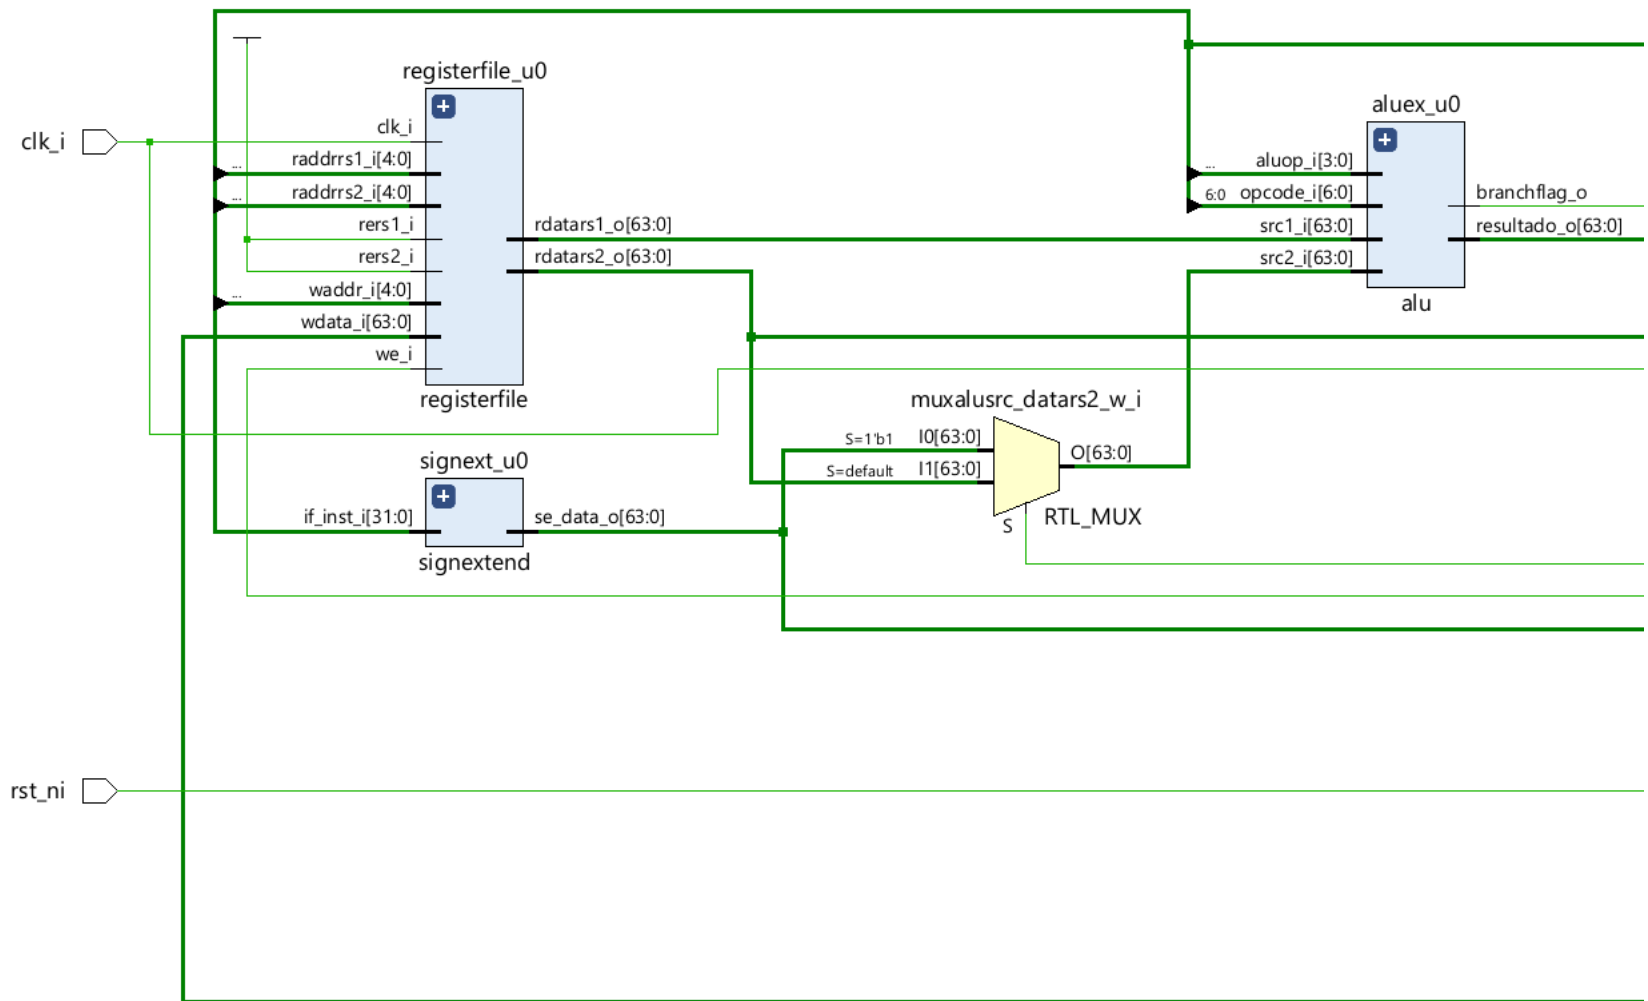 registerfile_u0
clk_i
clk_i
raddrrs1_i[4:0]
...
raddrrs2_i[4:0]
...
rers1_i
rers2_i
waddr_i[4:0]
...
wdata_i[63:0]
we_i
rdatars1_o[63:0]
rdatars2_o[63:0]
registerfile
signext_u0
if_inst_i[31:0]
se_data_o[63:0]
signextend
muxalusrc_datars2_w_i
S=1'b1
I0[63:0]
S=default
I1[63:0]
O[63:0]
S
RTL_MUX
aluex_u0
...
aluop_i[3:0]
6:0
opcode_i[6:0]
src1_i[63:0]
src2_i[63:0]
branchflag_o
resultado_o[63:0]
alu
rst_ni